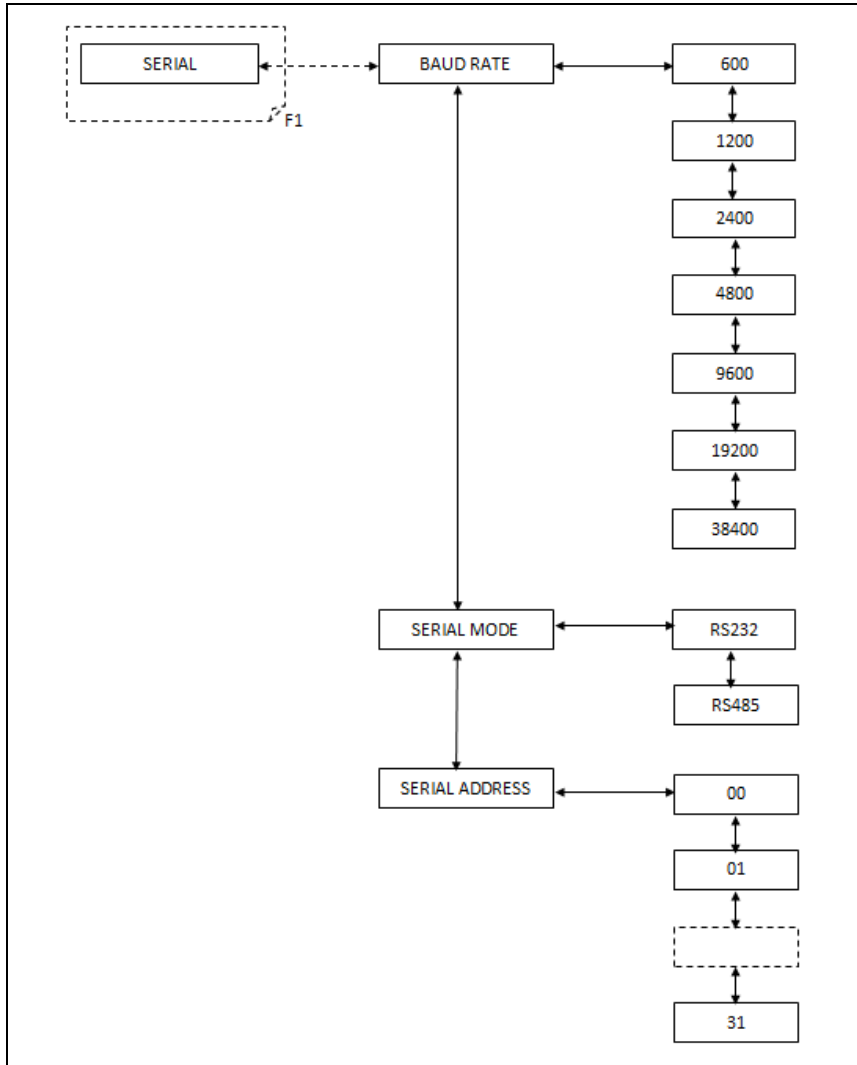 SERIAL
BAUD RATE
600
F1
1200
2400
4800
9600
19200
38400
SERIAL MODE
RS232
RS485
SERIAL ADDRESS
00
01
31